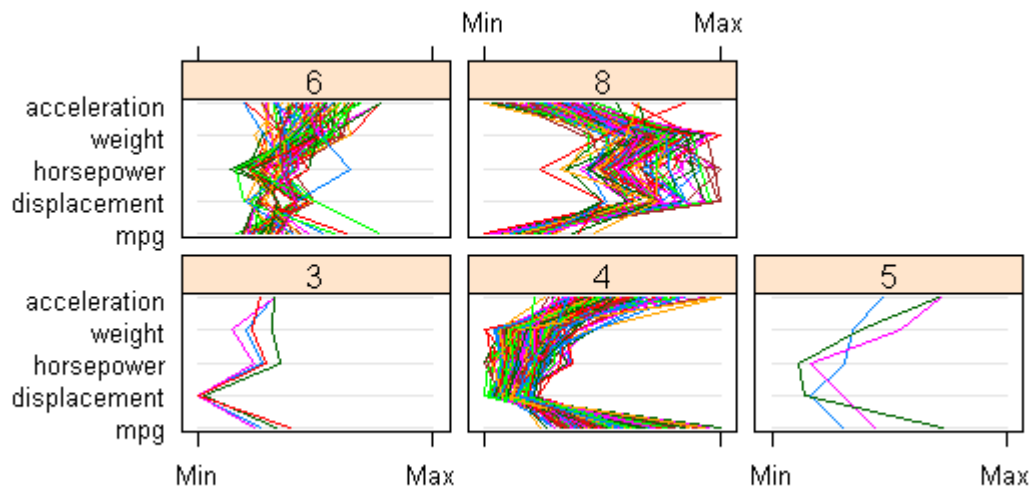 Min Max
6 8
acceleration
weight
horsepower
displacement
mpg
3 4 5
acceleration
weight
horsepower
displacement
mpg
Min Max Min Max